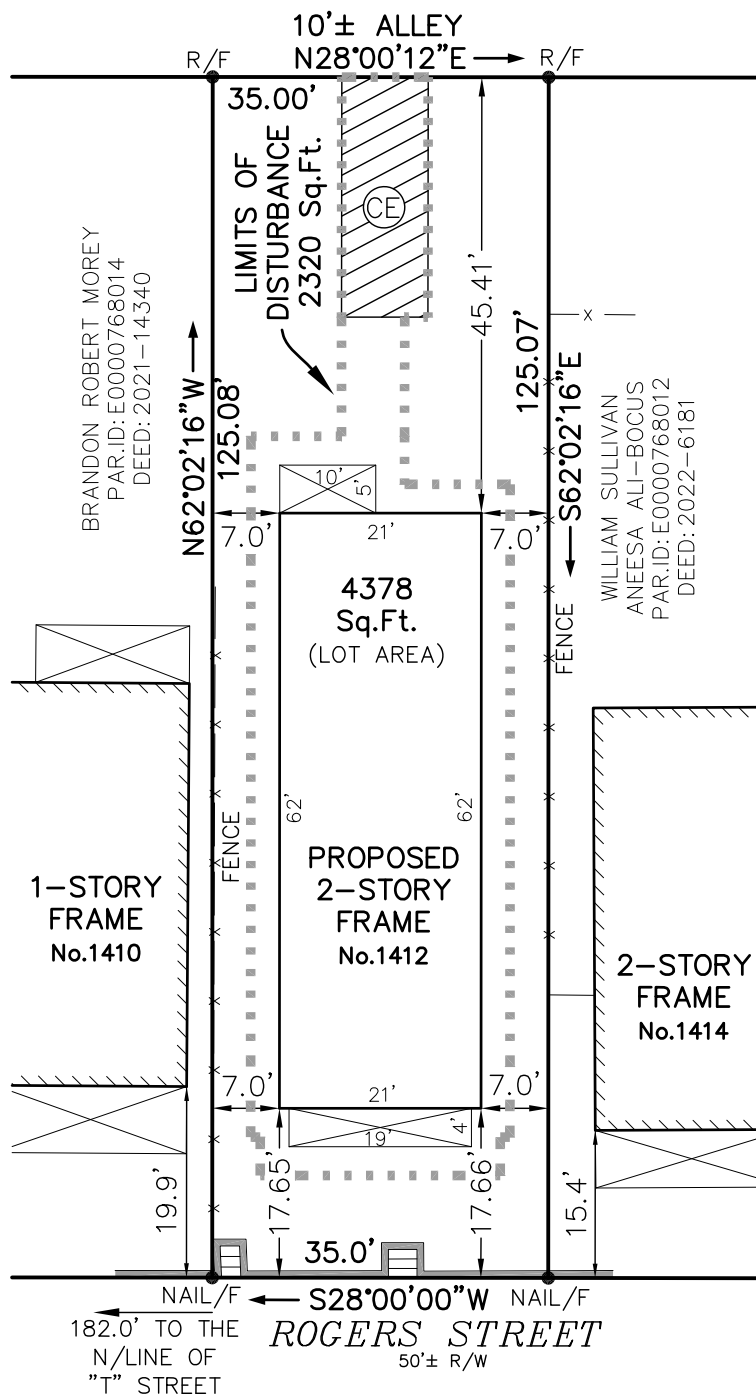 10'± ALLEY
N28°00'12"E
R/F
R/F
35.00'
LIMITS OF
DISTURBANCE
2320 Sq.Ft.
CE
45.41'
BRANDON ROBERT MOREY
PAR.ID: E0000768014
DEED: 2021-14340
N62°02'16"W
125.08'
125.07'
S62°02'16"E
x
WILLIAM SULLIVAN
ANEESA ALI-BOCUS
PAR.ID: E0000768012
DEED: 2022-6181
10'
5'
7.0'
21'
7.0'
4378
Sq.Ft.
(LOT AREA)
FENCE
62'
62'
FENCE
1-STORY
FRAME
No.1410
PROPOSED
2-STORY
FRAME
No.1412
2-STORY
FRAME
No.1414
7.0'
21'
7.0'
19'
4'
19.9'
17.65'
17.66'
15.4'
35.0'
NAIL/F
S28°00'00"W
NAIL/F
182.0' TO THE
N/LINE OF
"T" STREET
ROGERS STREET
50'± R/W